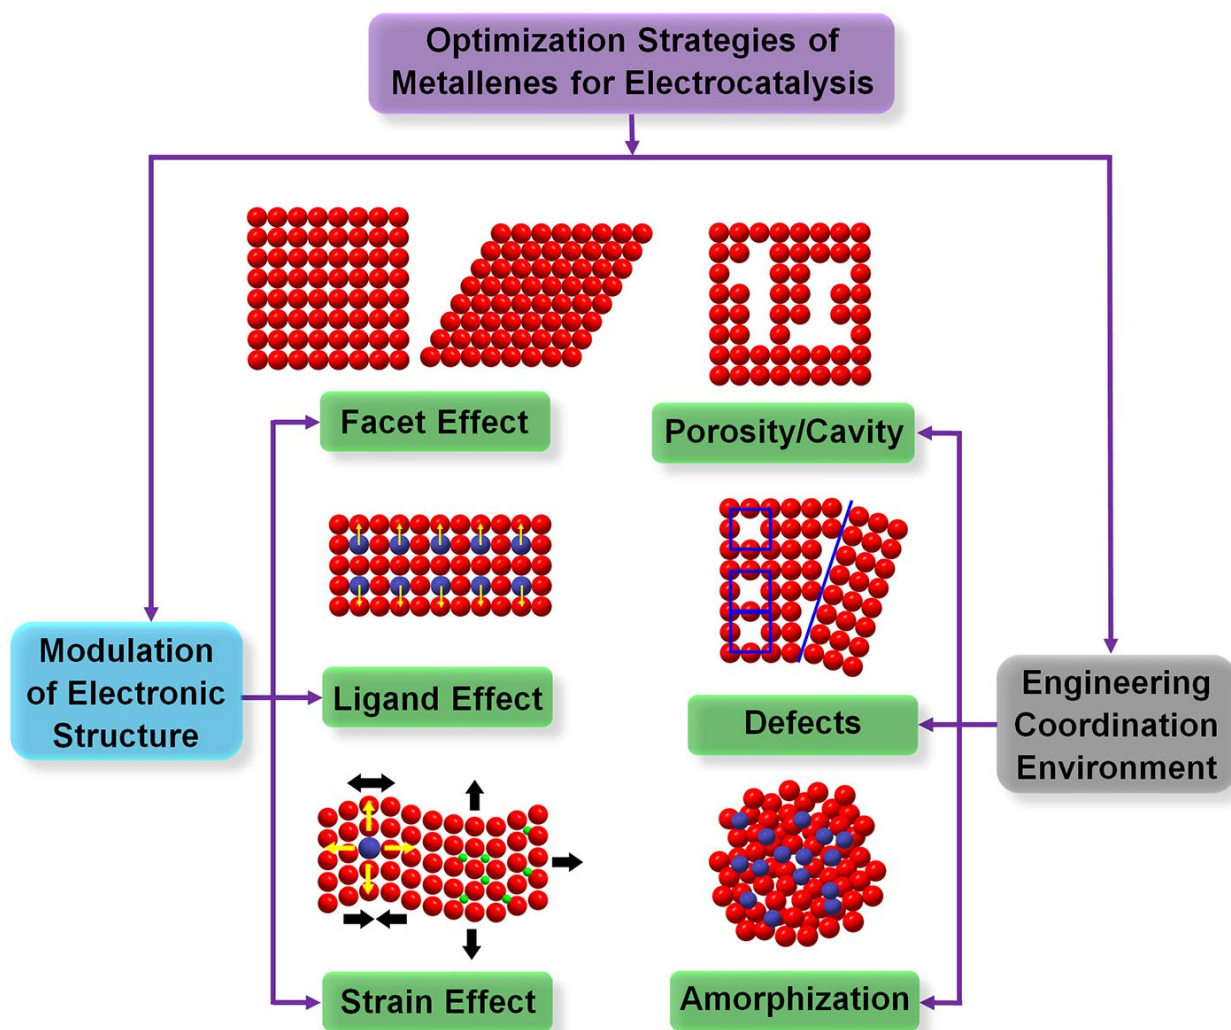 Optimization Strategies of
Metallenes for Electrocatalysis
Facet Effect
Porosity/Cavity
Modulation
of Electronic
Structure
Ligand Effect
Defects
Engineering
Coordination
Environment
Strain Effect
Amorphization